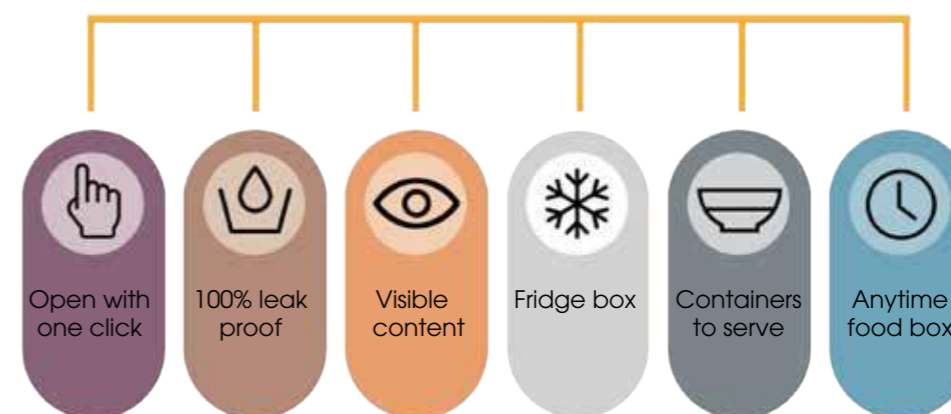 Open with
one click
100% leak
proof
Visible
content
Fridge box
Containers
to serve
Anytime
food box